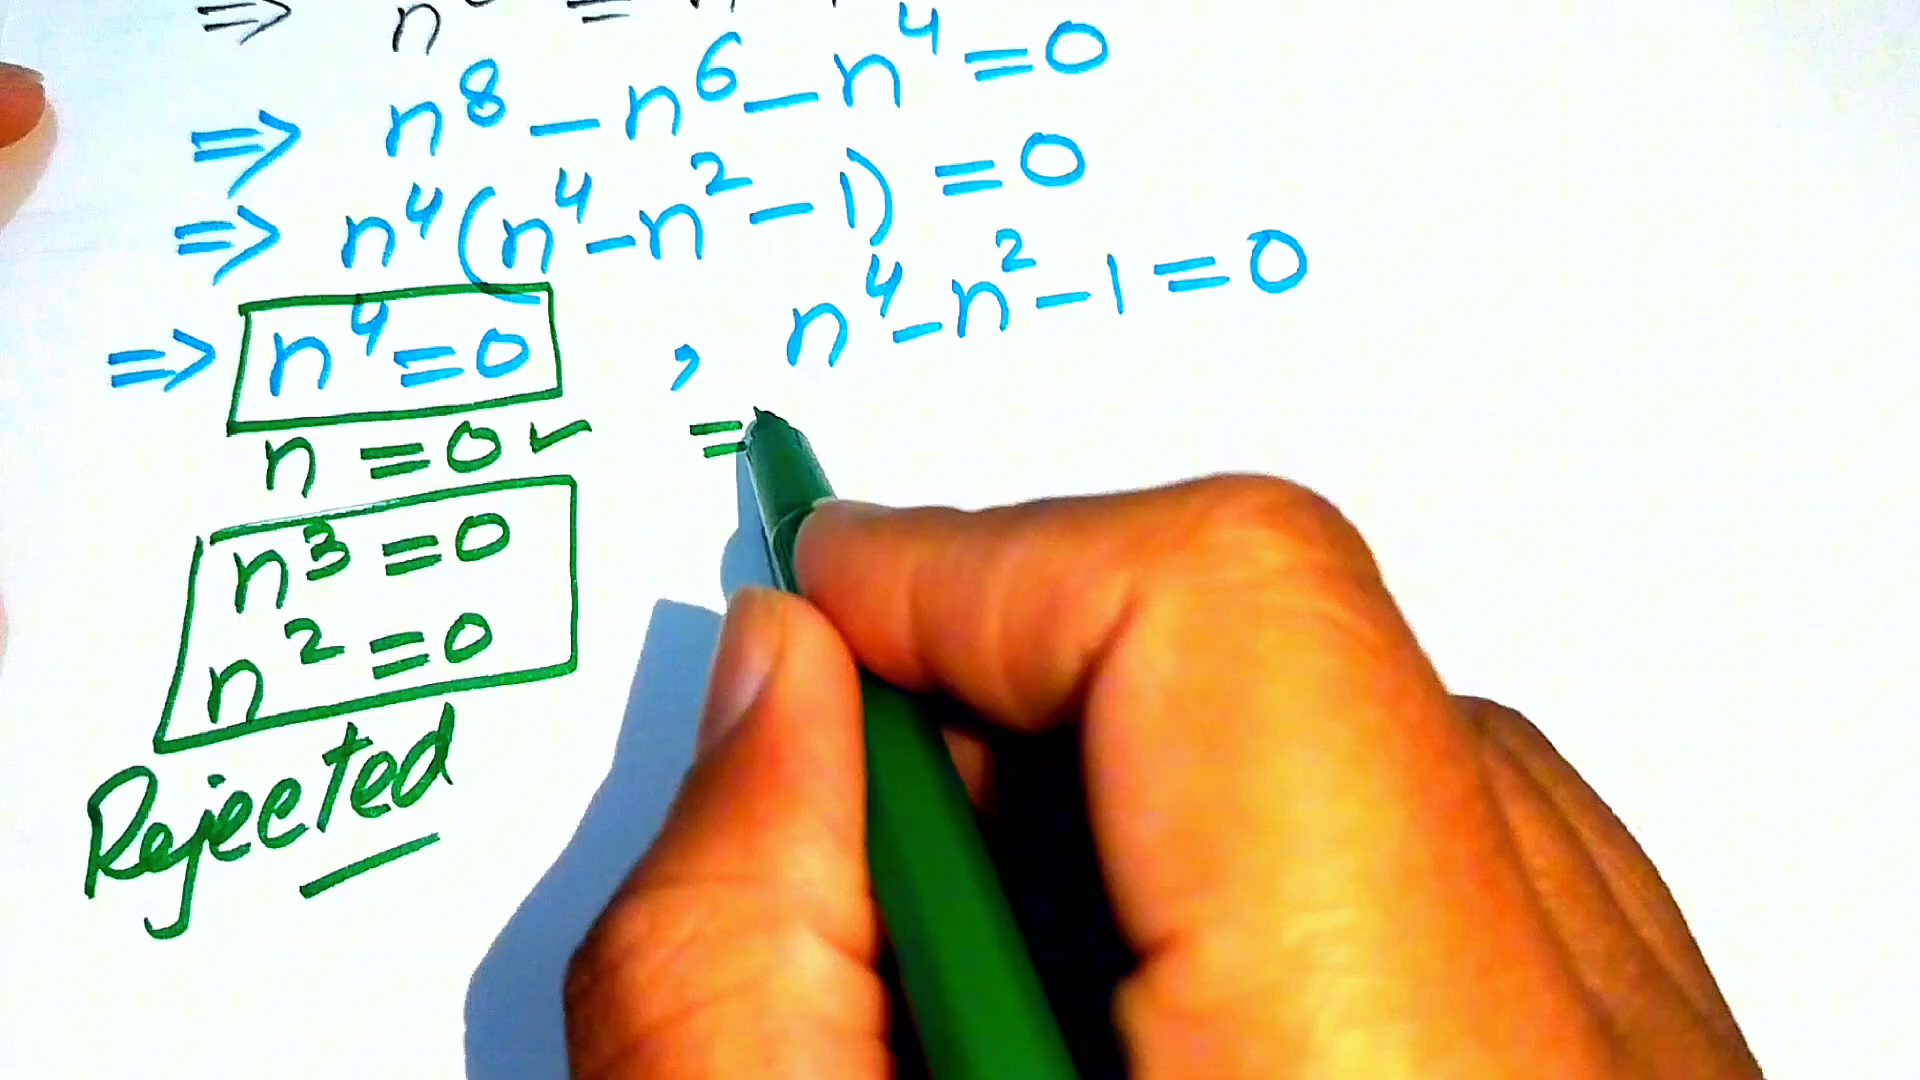 => n
=> n⁸ – n⁶ – n⁴ = 0
=> n⁴(n⁴ – n² – 1) = 0
=> n⁴ = 0 , n⁴ – n² – 1 = 0
n = 0 ✓ =
n³ = 0
n² = 0
Rejected